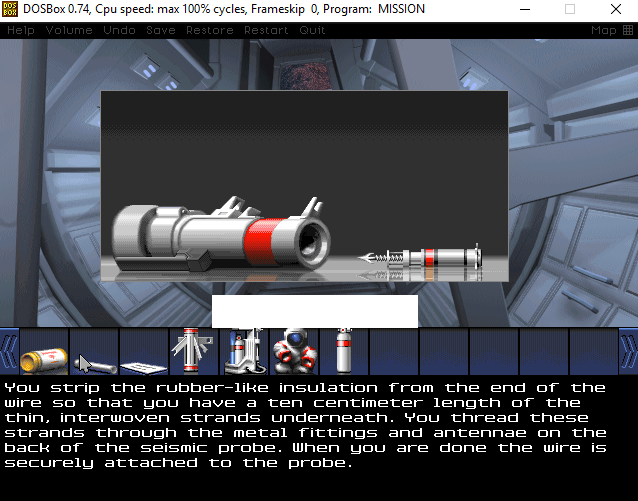 DOS BOX
DOSBox 0.74, Cpu speed: max 100% cycles, Frameskip 0, Program: MISSION
Help Volume Undo Save Restore Restart Quit Map
You strip the rubber-like insulation from the end of the
wire so that you have a ten centimeter length of the
thin, interwoven strands underneath. You thread these
strands through the metal fittings and antennae on the
back of the seismic probe. When you are done the wire is
securely attached to the probe.